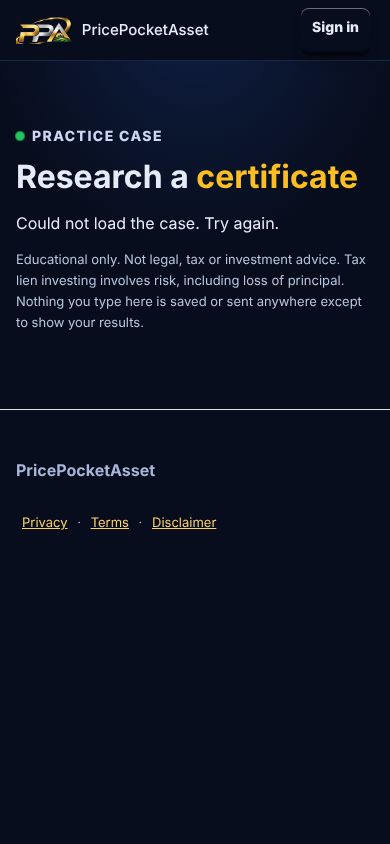 PPA PricePocketAsset Sign in
PRACTICE CASE
Research a certificate
Could not load the case. Try again.
Educational only. Not legal, tax or investment advice. Tax
lien investing involves risk, including loss of principal.
Nothing you type here is saved or sent anywhere except
to show your results.
PricePocketAsset
Privacy · Terms · Disclaimer